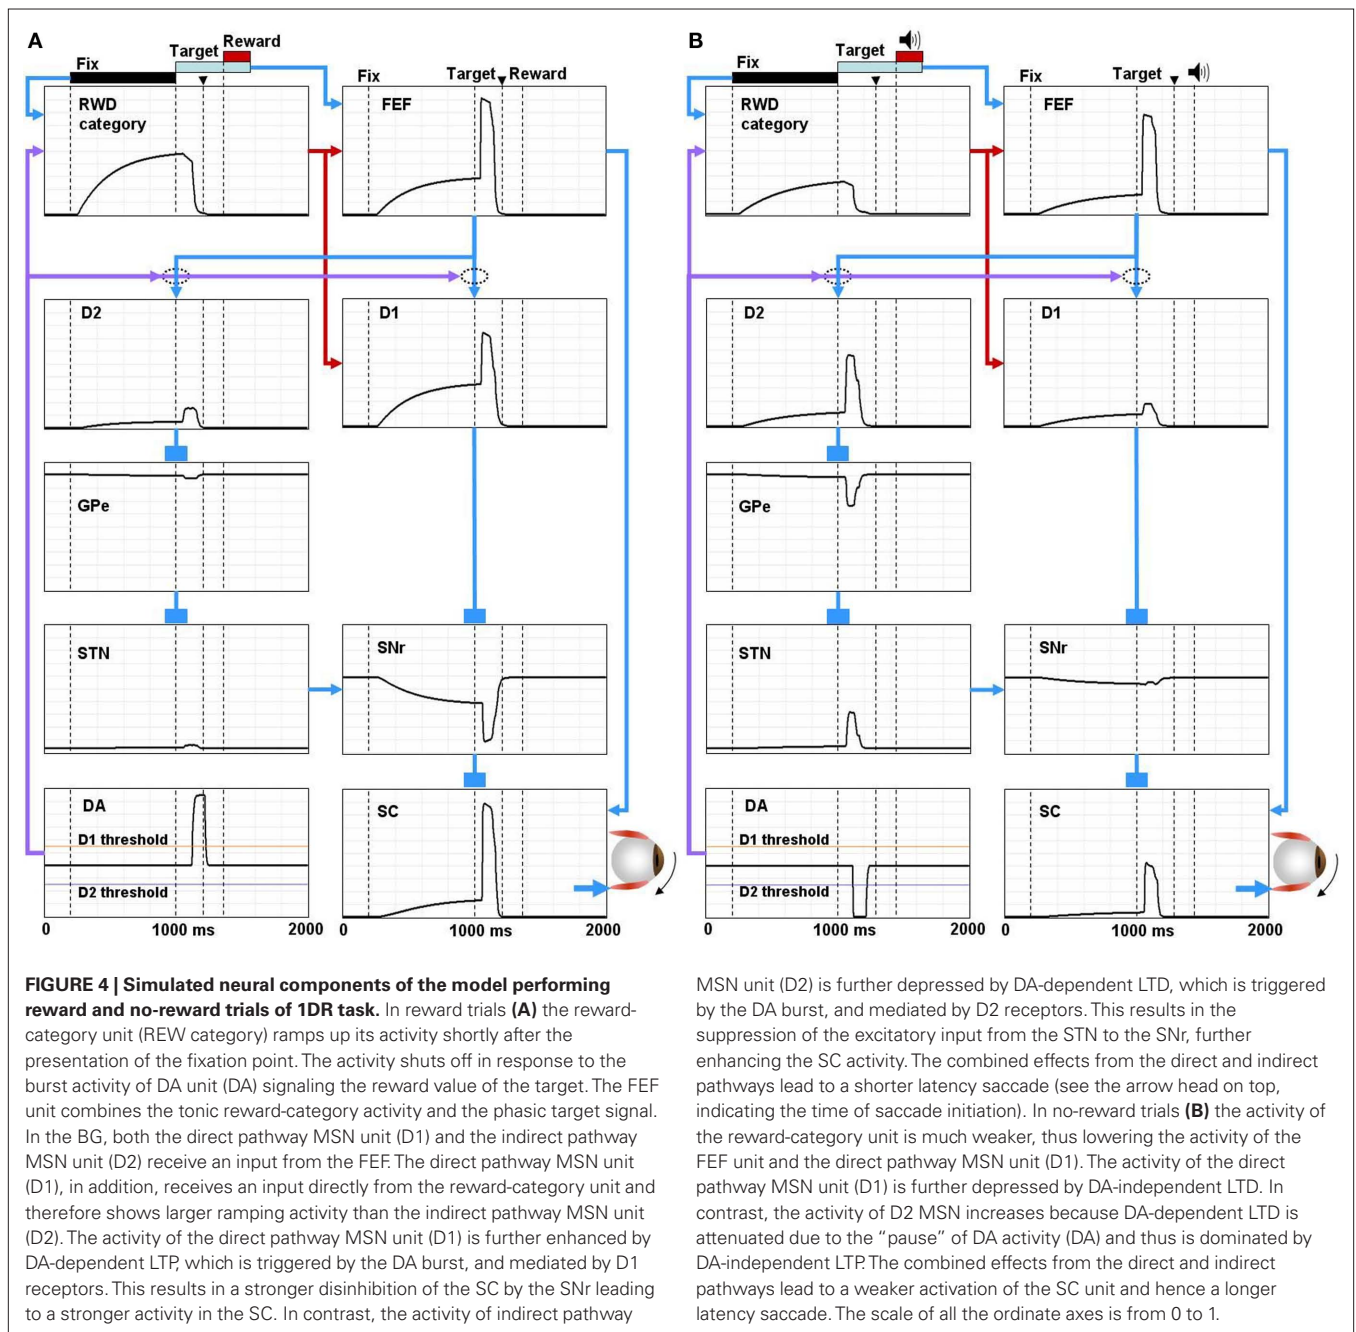 A
Fix
Target
Reward
Fix
Target
Reward
RWD
category
FEF
D2
D1
GPe
STN
SNr
DA
D1 threshold
D2 threshold
SC
0
1000 ms
2000
0
1000 ms
2000
B
Fix
Target
Fix
Target
RWD
category
FEF
D2
D1
GPe
STN
SNr
DA
D1 threshold
D2 threshold
SC
0
1000 ms
2000
0
1000 ms
2000
FIGURE 4 | Simulated neural components of the model performing
reward and no-reward trials of 1DR task. In reward trials (A) the reward-
category unit (REW category) ramps up its activity shortly after the
presentation of the fixation point. The activity shuts off in response to the
burst activity of DA unit (DA) signaling the reward value of the target. The FEF
unit combines the tonic reward-category activity and the phasic target signal.
In the BG, both the direct pathway MSN unit (D1) and the indirect pathway
MSN unit (D2) receive an input from the FEF. The direct pathway MSN unit
(D1), in addition, receives an input directly from the reward-category unit and
therefore shows larger ramping activity than the indirect pathway MSN unit
(D2). The activity of the direct pathway MSN unit (D1) is further enhanced by
DA-dependent LTP, which is triggered by the DA burst, and mediated by D1
receptors. This results in a stronger disinhibition of the SC by the SNr leading
to a stronger activity in the SC. In contrast, the activity of indirect pathway
MSN unit (D2) is further depressed by DA-dependent LTD, which is triggered
by the DA burst, and mediated by D2 receptors. This results in the
suppression of the excitatory input from the STN to the SNr, further
enhancing the SC activity. The combined effects from the direct and indirect
pathways lead to a shorter latency saccade (see the arrow head on top,
indicating the time of saccade initiation). In no-reward trials (B) the activity of
the reward-category unit is much weaker, thus lowering the activity of the
FEF unit and the direct pathway MSN unit (D1). The activity of the direct
pathway MSN unit (D1) is further depressed by DA-independent LTD. In
contrast, the activity of D2 MSN increases because DA-dependent LTD is
attenuated due to the “pause” of DA activity (DA) and thus is dominated by
DA-independent LTP. The combined effects from the direct and indirect
pathways lead to a weaker activation of the SC unit and hence a longer
latency saccade. The scale of all the ordinate axes is from 0 to 1.